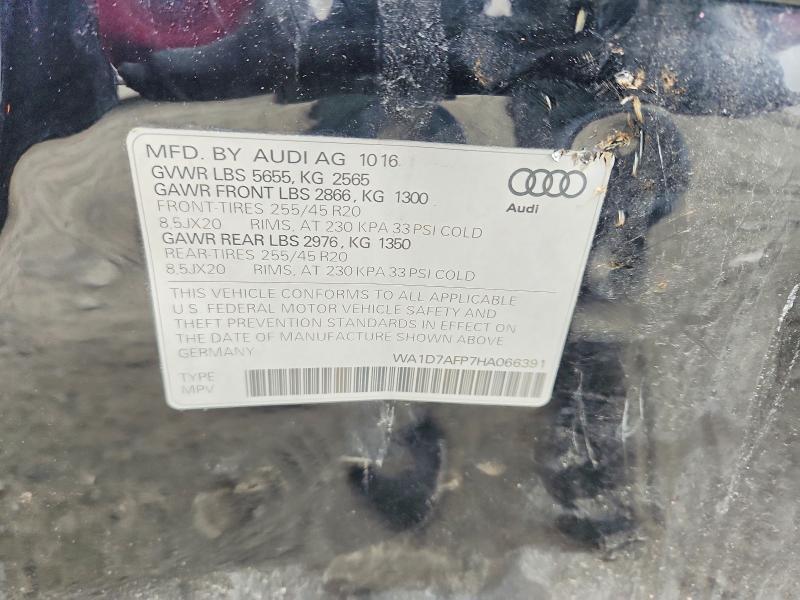 MFD. BY AUDI AG 10 16
GVWR LBS 5655, KG 2565
GAWR FRONT LBS 2866, KG 1300
FRONT-TIRES 255/45 R20
8,5JX20 RIMS, AT 230 KPA 33 PSI COLD
GAWR REAR LBS 2976, KG 1350
REAR-TIRES 255/45 R20
8,5JX20 RIMS, AT 230 KPA 33 PSI COLD
Audi
THIS VEHICLE CONFORMS TO ALL APPLICABLE
U.S. FEDERAL MOTOR VEHICLE SAFETY AND
THEFT PREVENTION STANDARDS IN EFFECT ON
THE DATE OF MANUFACTURE SHOWN ABOVE.
GERMANY
WA1D7AFP7HA066391
TYPE
MPV